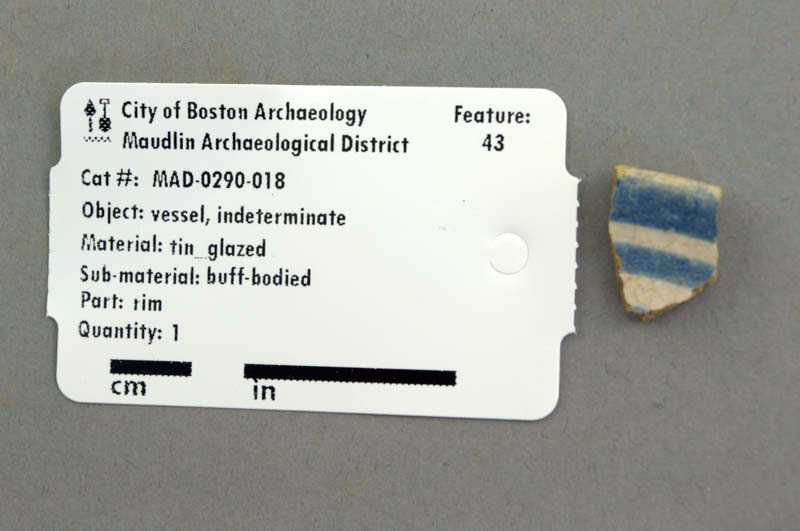 City of Boston Archaeology
Maudlin Archaeological District
Feature:
43
Cat #: MAD-0290-018
Object: vessel, indeterminate
Material: tin_glazed
Sub-material: buff-bodied
Part: rim
Quantity: 1
cm
in